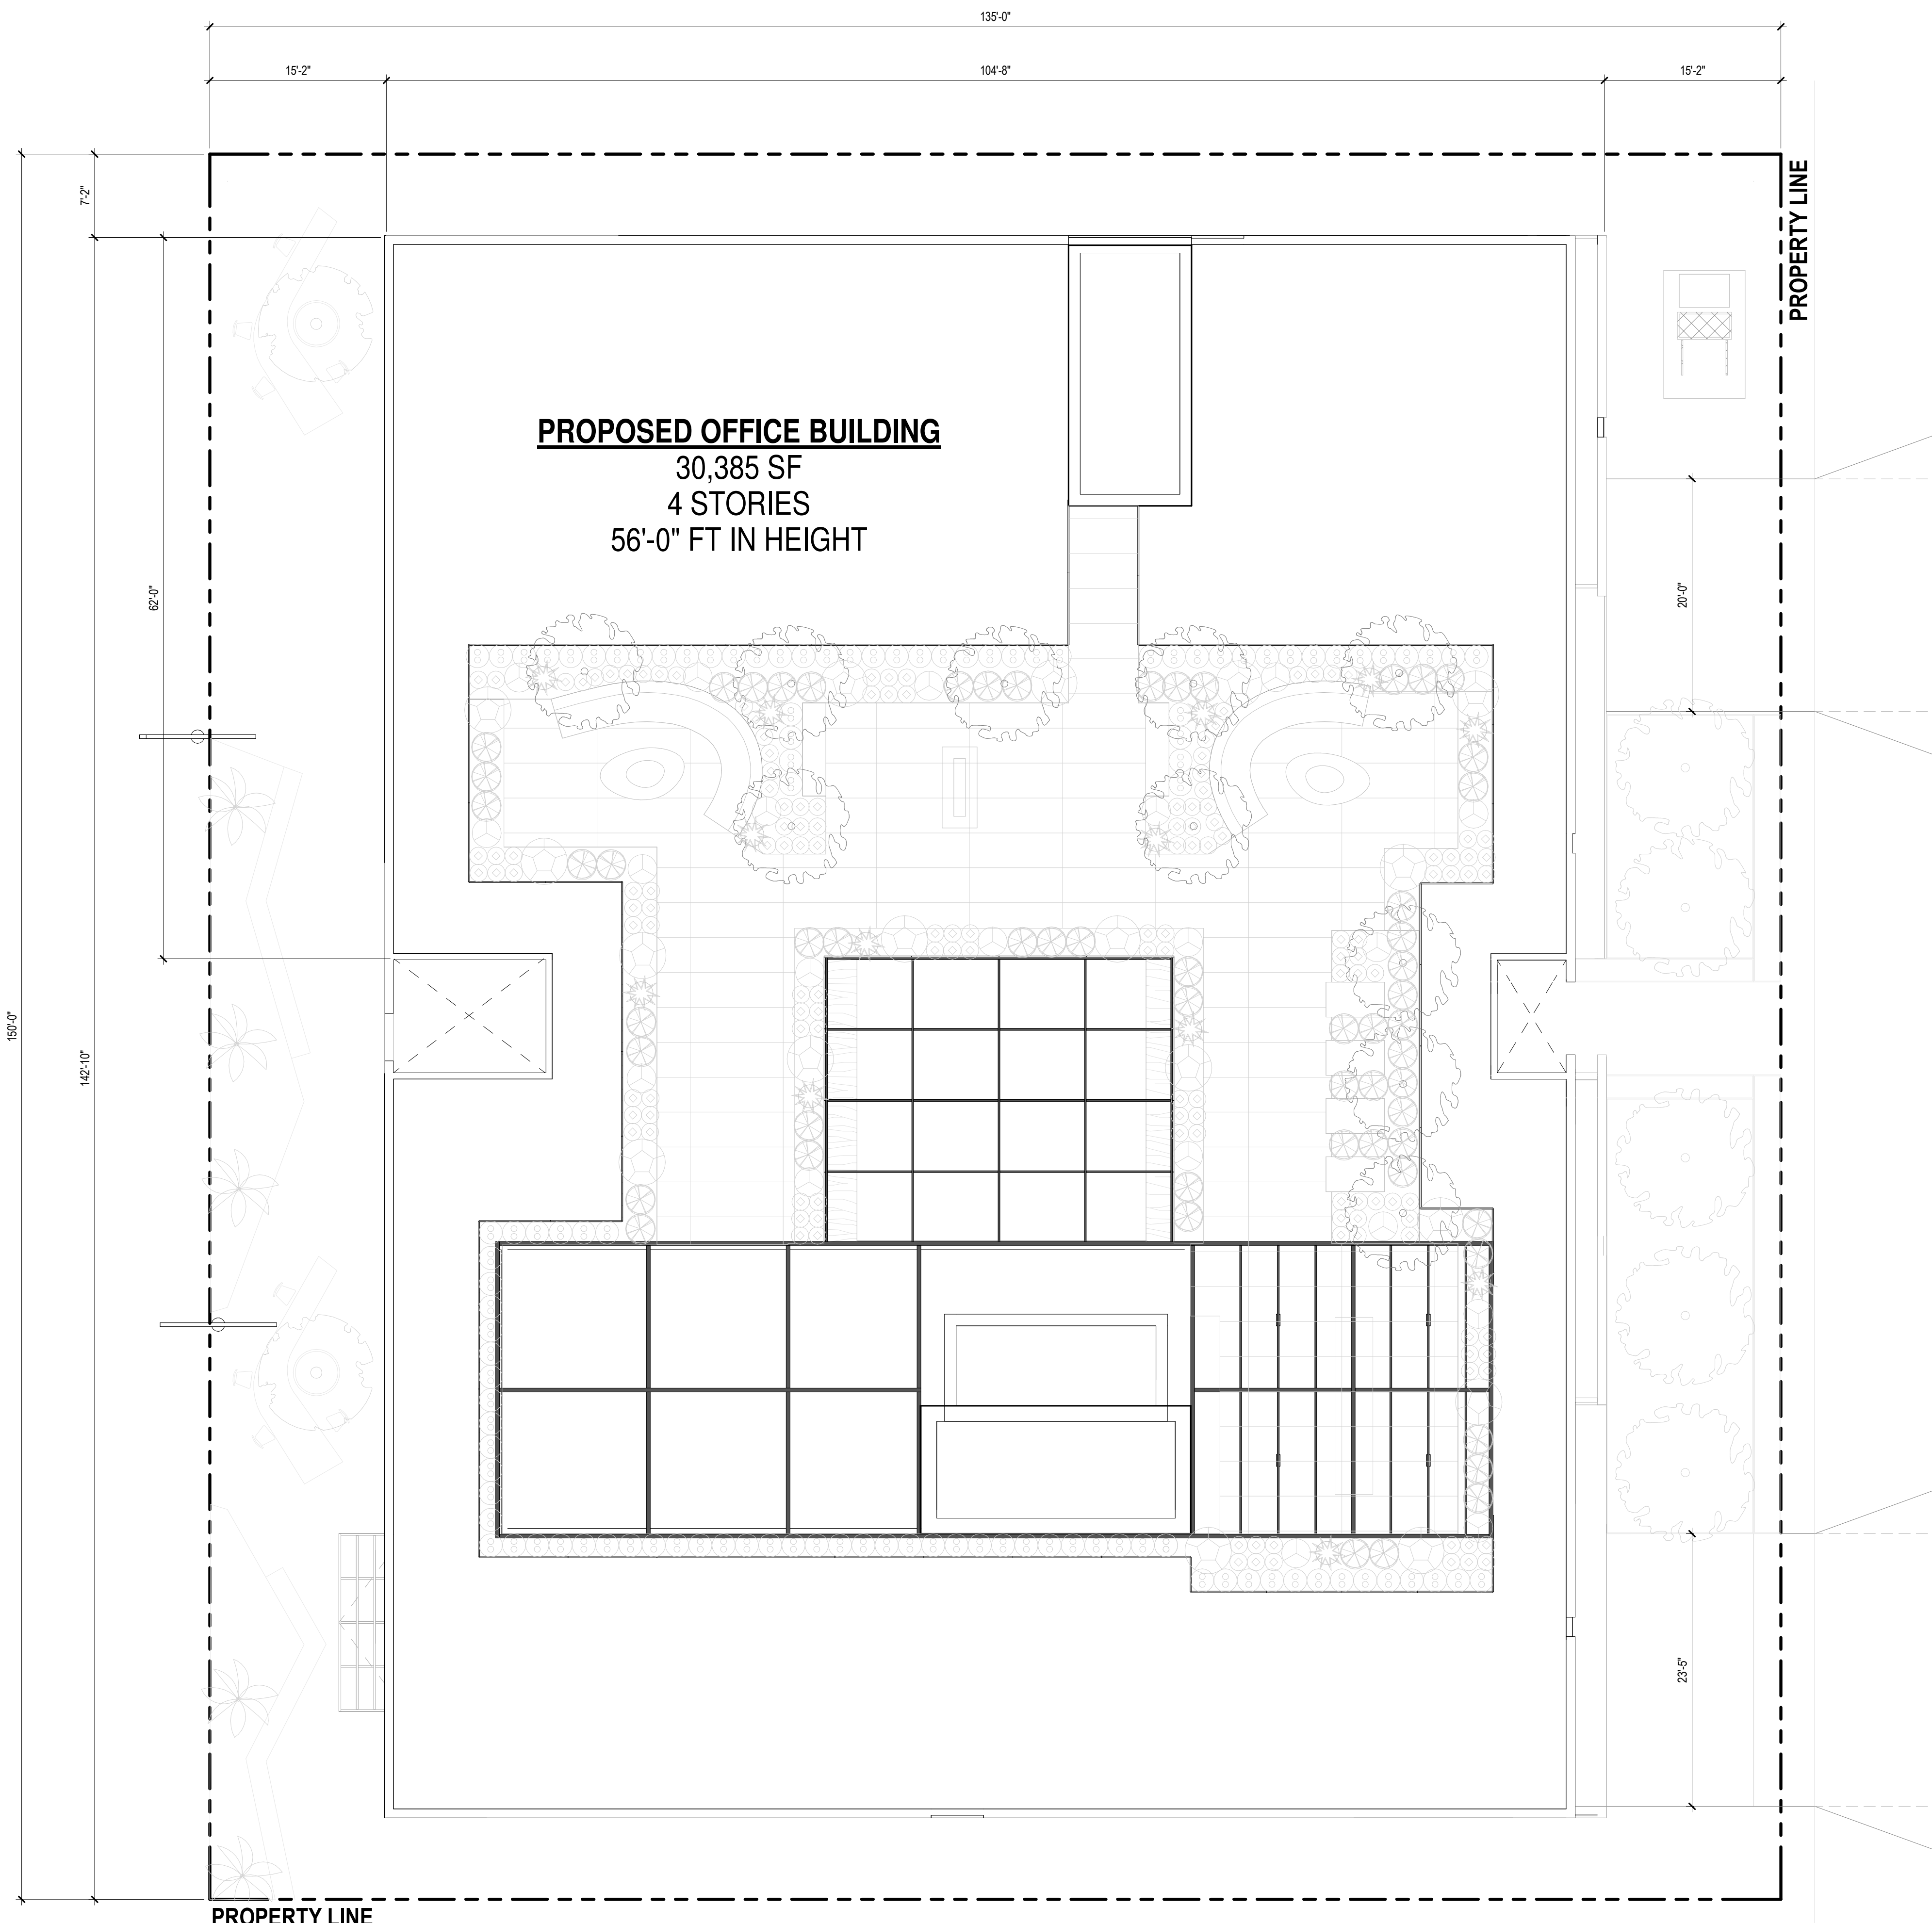 135'-0"
15'-2"
104'-8"
15'-2"
7'-2"
PROPERTY LINE
PROPOSED OFFICE BUILDING
30,385 SF
4 STORIES
56'-0" FT IN HEIGHT
62'-0"
20'-0"
150'-0"
142'-10"
23'-5"
PROPERTY LINE